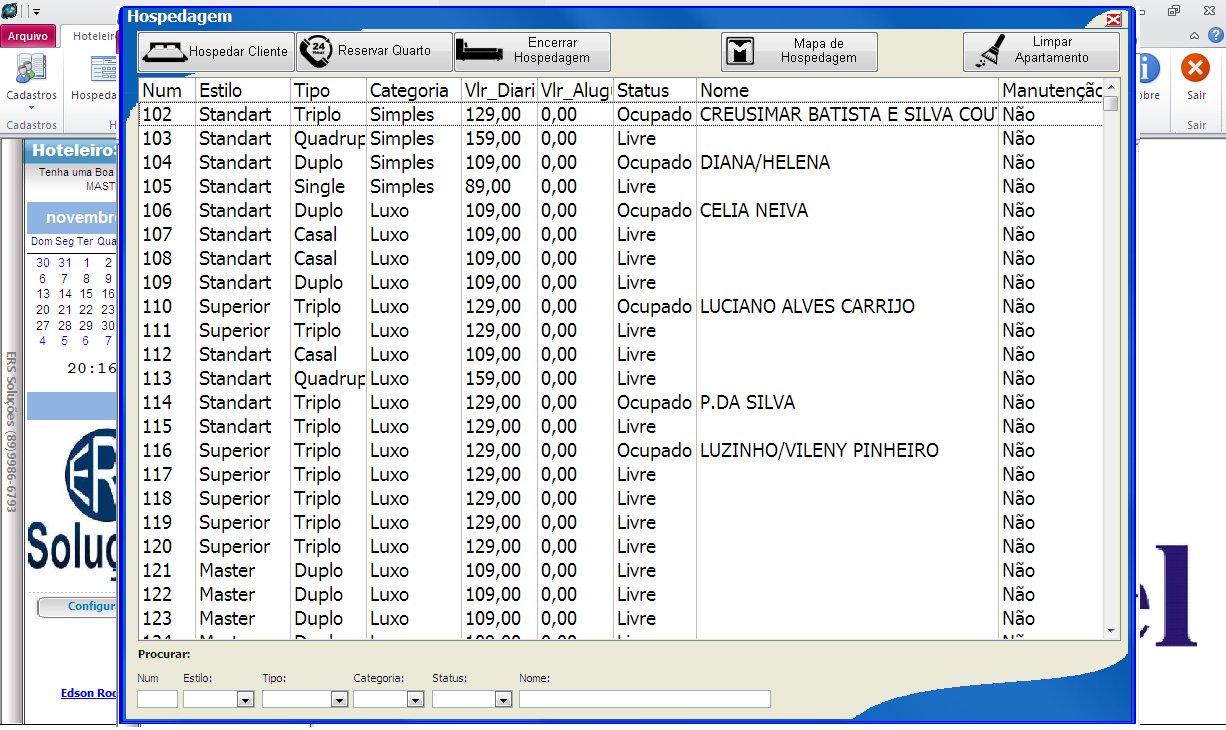 Hospedagem
Arquivo Hoteleir
Hospedar Cliente Reservar Quarto Encerrar Hospedagem Mapa de Hospedagem Limpar Apartamento
Cadastros Hospeda obre Sair
Cadastros H Sair
HoteleiroS
Tenha uma Boa
MAST
novembr
Dom Seg Ter Qua
30 31 1 2
6 7 8 9
13 14 15 16
20 21 22 23
27 28 29 30
4 5 6 7
20:16
ERS Soluções (89)9986-6793
ERS
Soluç
Configur
Edson Roc
el
Num Estilo Tipo Categoria Vlr_Diari Vlr_Alug Status Nome Manutenção
102 Standart Triplo Simples 129,00 0,00 Ocupado CREUSIMAR BATISTA E SILVA COU Não
103 Standart Quadrup Simples 159,00 0,00 Livre Não
104 Standart Duplo Simples 109,00 0,00 Ocupado DIANA/HELENA Não
105 Standart Single Simples 89,00 0,00 Livre Não
106 Standart Duplo Luxo 109,00 0,00 Ocupado CELIA NEIVA Não
107 Standart Casal Luxo 109,00 0,00 Livre Não
108 Standart Casal Luxo 109,00 0,00 Livre Não
109 Standart Duplo Luxo 109,00 0,00 Livre Não
110 Superior Triplo Luxo 129,00 0,00 Ocupado LUCIANO ALVES CARRIJO Não
111 Superior Triplo Luxo 129,00 0,00 Livre Não
112 Standart Casal Luxo 109,00 0,00 Livre Não
113 Standart Quadrup Luxo 159,00 0,00 Livre Não
114 Standart Triplo Luxo 129,00 0,00 Ocupado P.DA SILVA Não
115 Standart Triplo Luxo 129,00 0,00 Livre Não
116 Superior Triplo Luxo 129,00 0,00 Ocupado LUZINHO/VILENY PINHEIRO Não
117 Superior Triplo Luxo 129,00 0,00 Livre Não
118 Superior Triplo Luxo 129,00 0,00 Livre Não
119 Superior Triplo Luxo 129,00 0,00 Livre Não
120 Superior Triplo Luxo 129,00 0,00 Livre Não
121 Master Duplo Luxo 109,00 0,00 Livre Não
122 Master Duplo Luxo 109,00 0,00 Livre Não
123 Master Duplo Luxo 109,00 0,00 Livre Não
Procurar:
Num Estilo: Tipo: Categoria: Status: Nome: